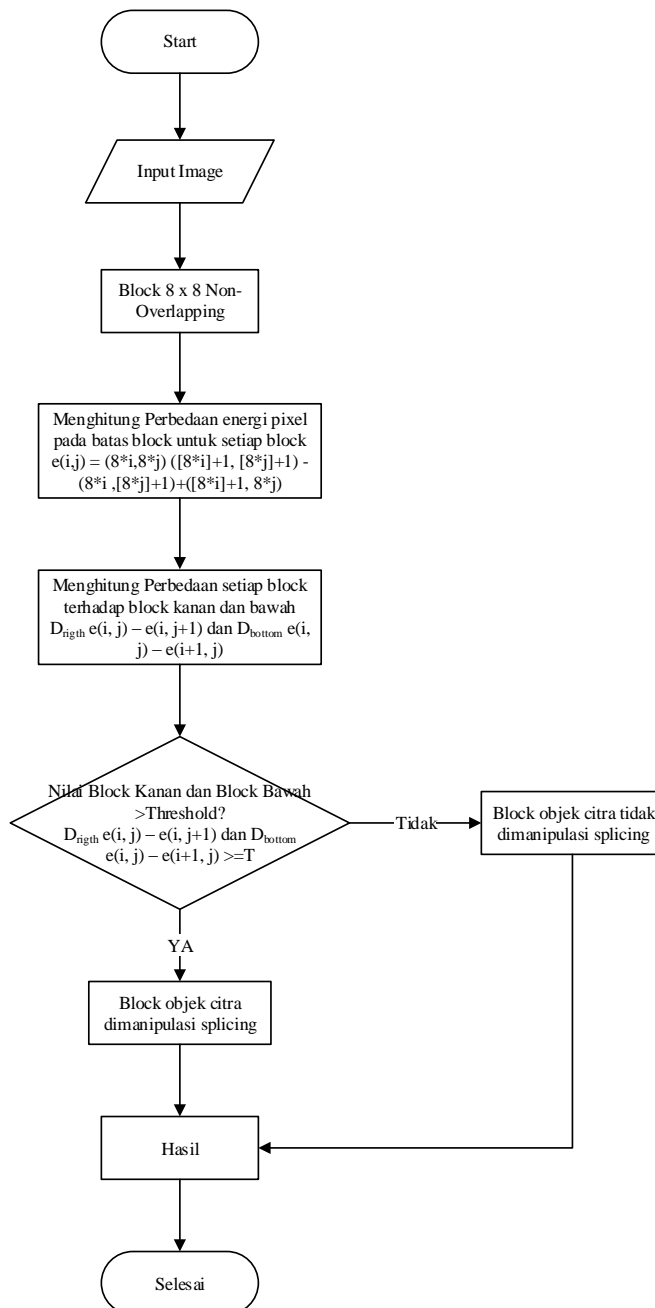 Start
Input Image
Block 8 x 8 Non-
Overlapping
Menghitung Perbedaan energi pixel
pada batas block untuk setiap block
e(i,j) = (8*i,8*j) ([8*i]+1, [8*j]+1) -
(8*i ,[8*j]+1)+([8*i]+1, 8*j)
Menghitung Perbedaan setiap block
terhadap block kanan dan bawah
Drigth e(i, j) – e(i, j+1) dan Dbottom e(i,
j) – e(i+1, j)
Nilai Block Kanan dan Block Bawah
>Threshold?
Drigth e(i, j) – e(i, j+1) dan Dbottom
e(i, j) – e(i+1, j) >=T
Tidak
Block objek citra tidak
dimanipulasi splicing
YA
Block objek citra
dimanipulasi splicing
Hasil
Selesai